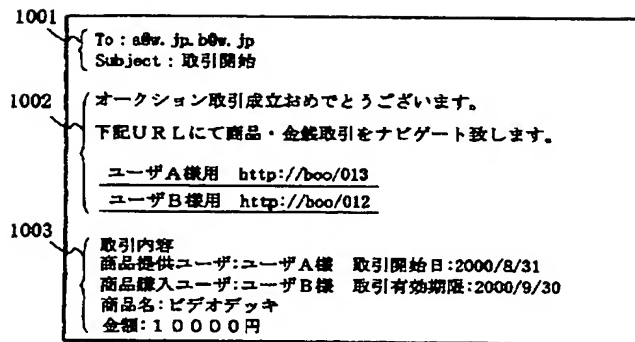 1001
To : a@w. jp. b@w. jp
Subject : 取引開始
1002
オークション取引成立おめでとうございます。
下記URLにて商品・金銭取引をナビゲート致します。
ユーザA様用 http://boo/013
ユーザB様用 http://boo/012
1003
取引内容
商品提供ユーザ:ユーザA様 取引開始日:2000/8/31
商品購入ユーザ:ユーザB様 取引有効期限:2000/9/30
商品名:ビデオデッキ
金額:10000円